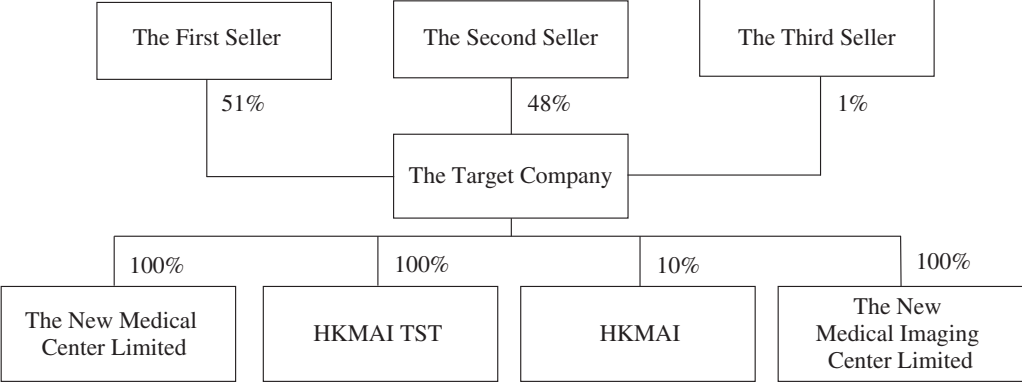 The First Seller
The Second Seller
The Third Seller
51%
48%
1%
The Target Company
100%
100%
10%
100%
The New Medical
Center Limited
HKMAI TST
HKMAI
The New
Medical Imaging
Center Limited